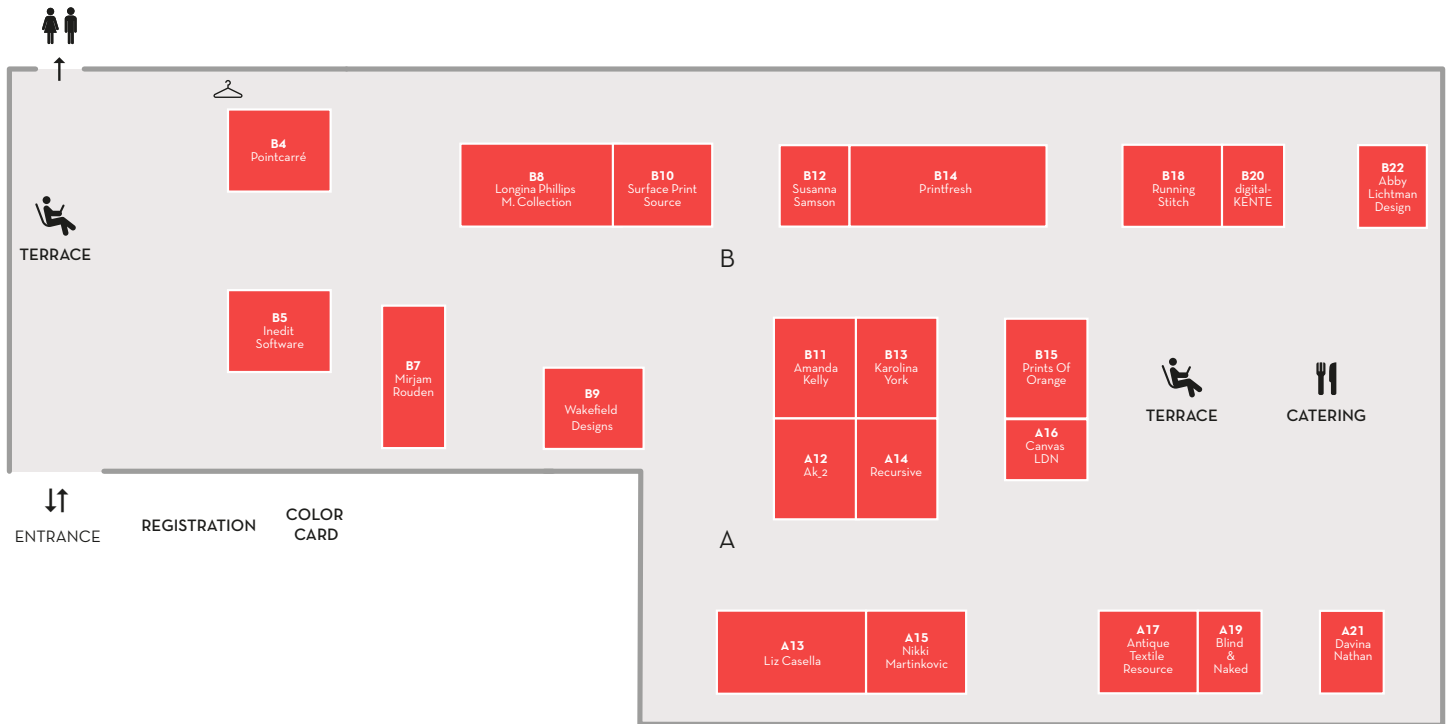 B4
Pointcarré
B8
Longina Phillips
M. Collection
B10
Surface Print
Source
B12
Susanna
Samson
B14
Printfresh
B18
Running
Stitch
B20
digital-
KENTE
B22
Abby
Lichtman
Design
TERRACE
B
B5
Inedit
Software
B7
Mirjam
Rouden
B9
Wakefield
Designs
B11
Amanda
Kelly
B13
Karolina
York
B15
Prints Of
Orange
TERRACE
CATERING
A12
Ak_2
A14
Recursive
A16
Canvas
LDN
ENTRANCE
REGISTRATION
COLOR
CARD
A
A13
Liz Casella
A15
Nikki
Martinkovic
A17
Antique
Textile
Resource
A19
Blind
&
Naked
A21
Davina
Nathan